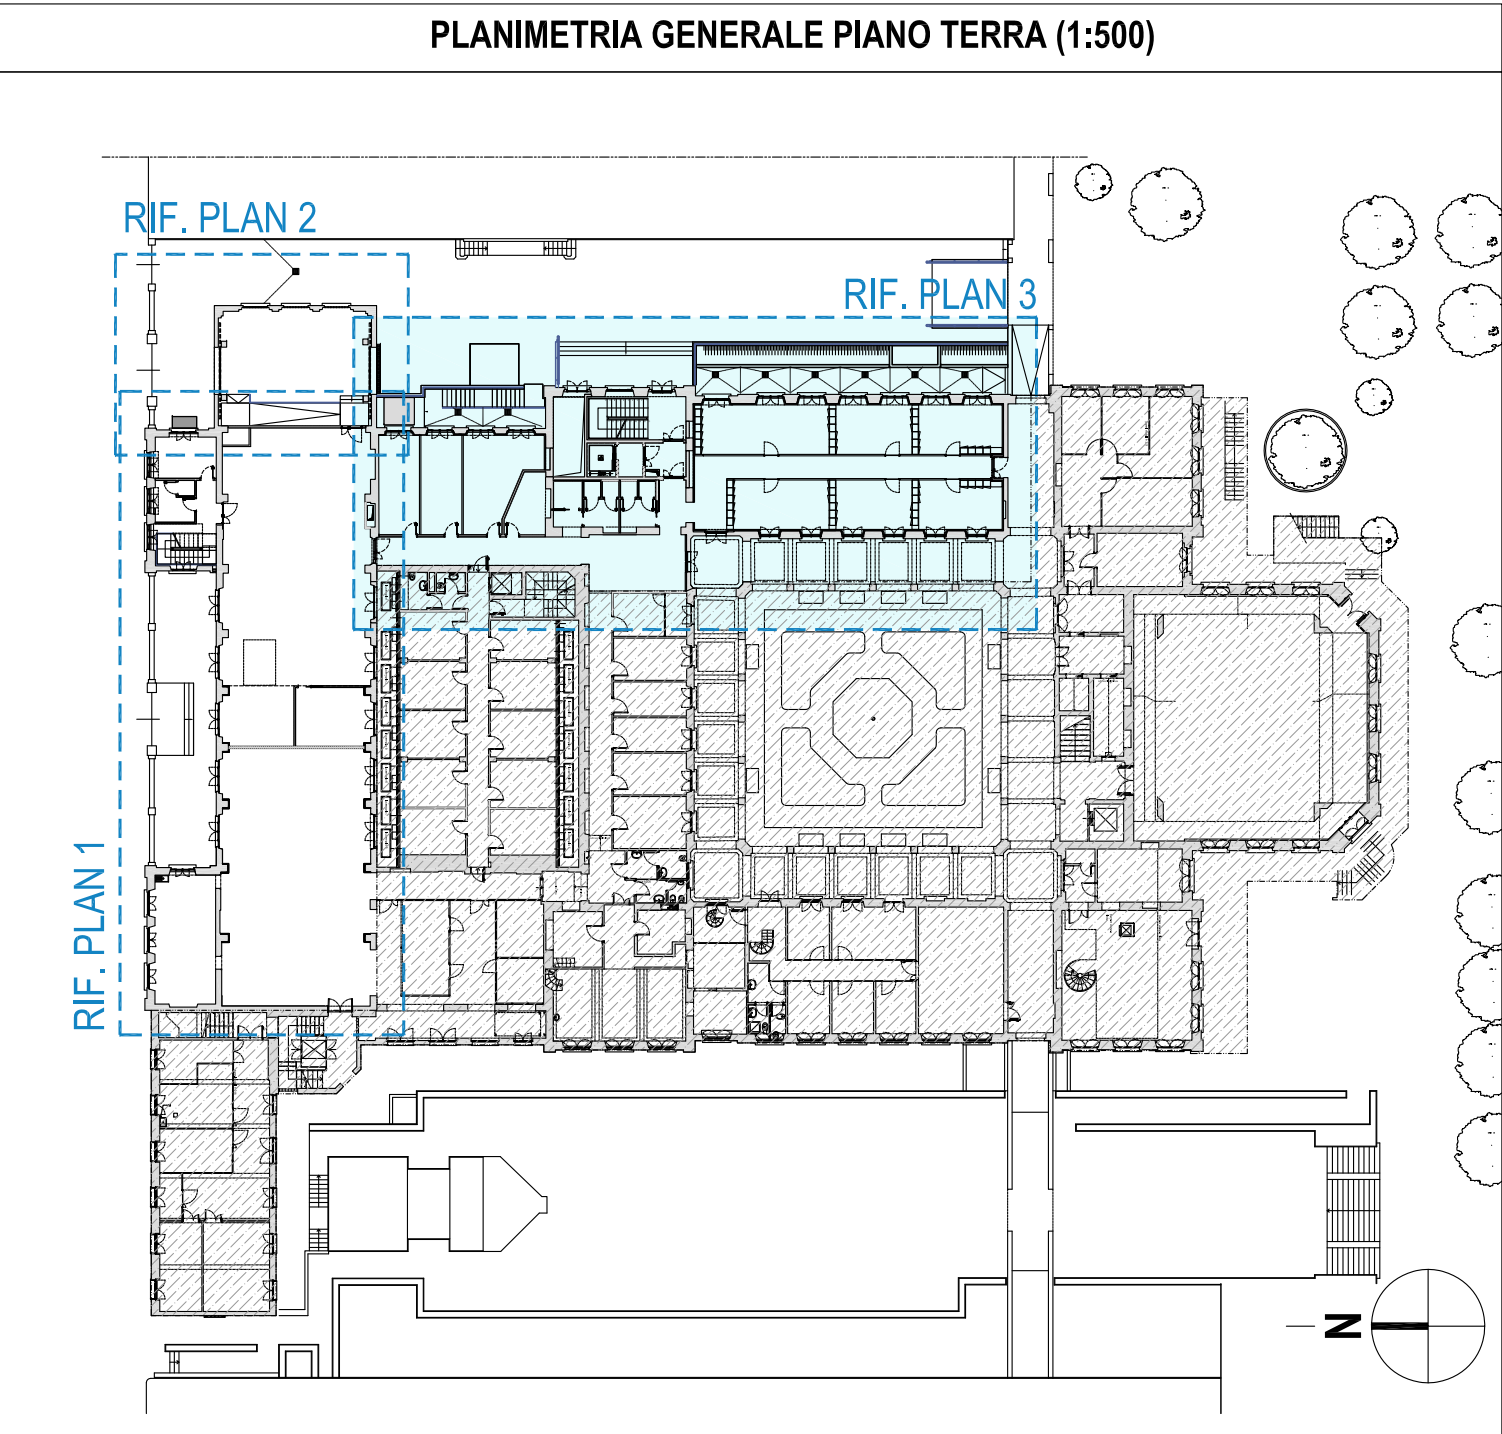 PLANIMETRIA GENERALE PIANO TERRA (1:500)
RIF. PLAN 2
RIF. PLAN 3
RIF. PLAN 1
N